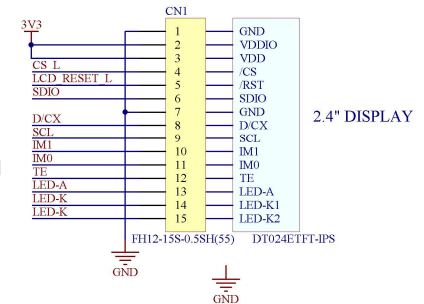 CN1
3V3
1 GND
2 VDDIO
3 VDD
CS_L 4 /CS
LCD_RESET_L 5 /RST
SDIO 6 SDIO
7 GND
D/CX 8 D/CX
SCL 9 SCL
IM1 10 IM1
IM0 11 IM0
TE 12 TE
LED-A 13 LED-A
LED-K 14 LED-K1
LED-K 15 LED-K2
2.4" DISPLAY
FH12-15S-0.5SH(55) DT024ETFT-IPS
GND
GND